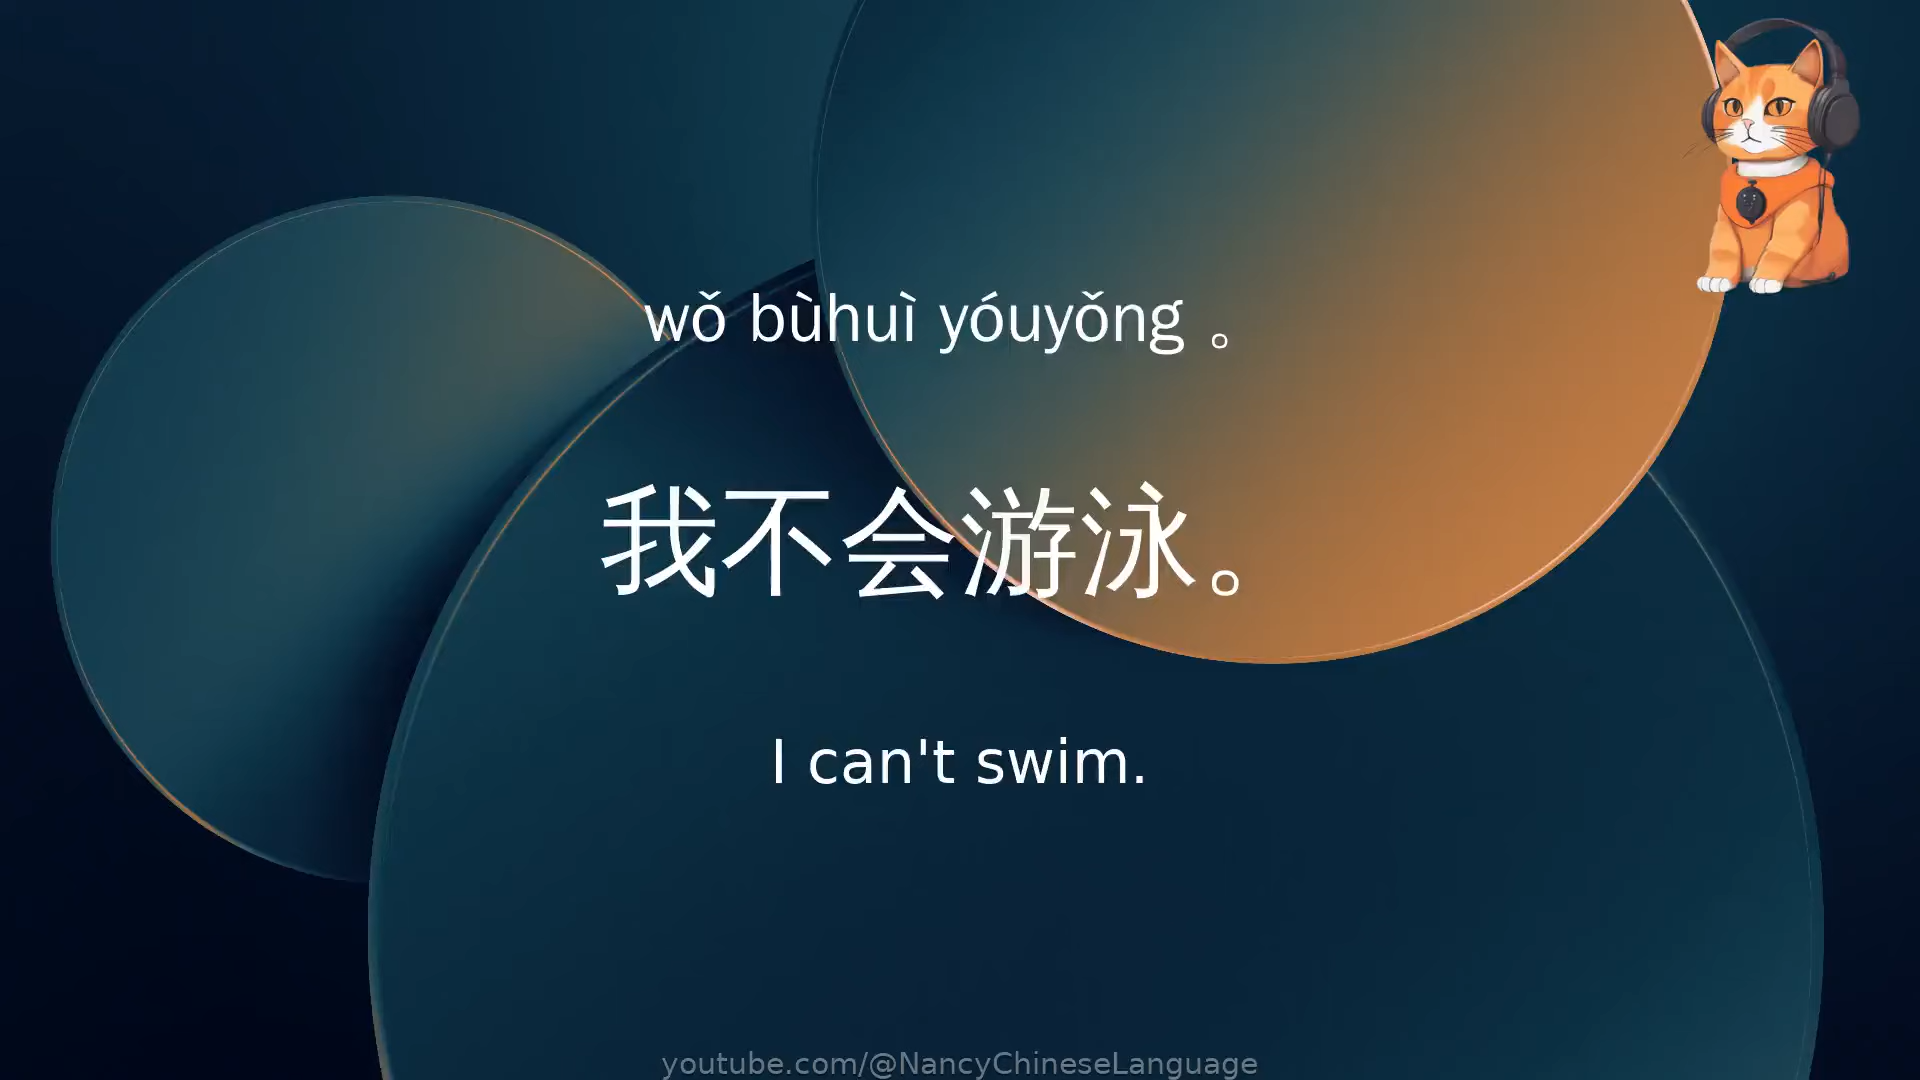 wǒ bùhuì yóuyǒng 。
我不会游泳。
I can't swim.
youtube.com/@NancyChineseLanguage